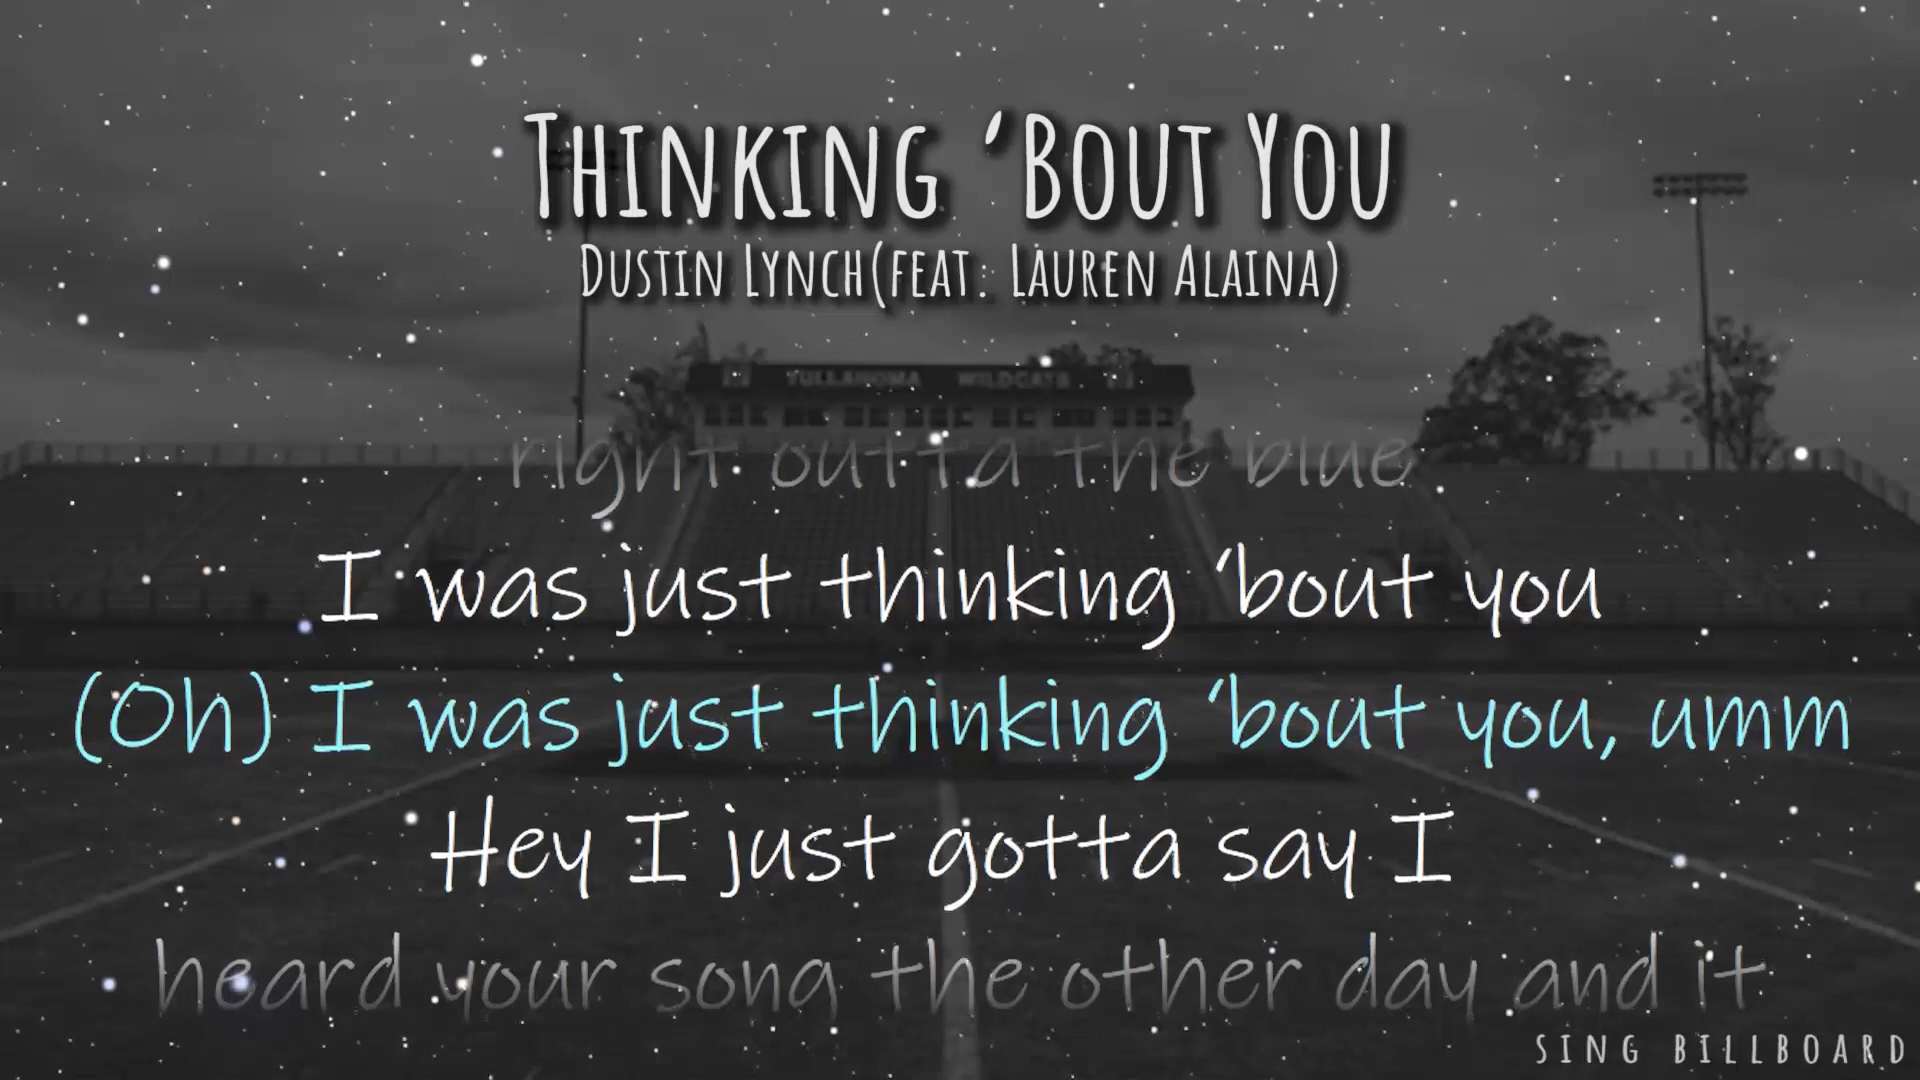 THINKING ‘BOUT YOU
DUSTIN LYNCH(FEAT. LAUREN ALAINA)
TULLAHOMA WILDCATS
right outta the blue
I was just thinking ‘bout you
(Oh) I was just thinking ‘bout you, umm
Hey I just gotta say I
heard your song the other day and it
SING BILLBOARD